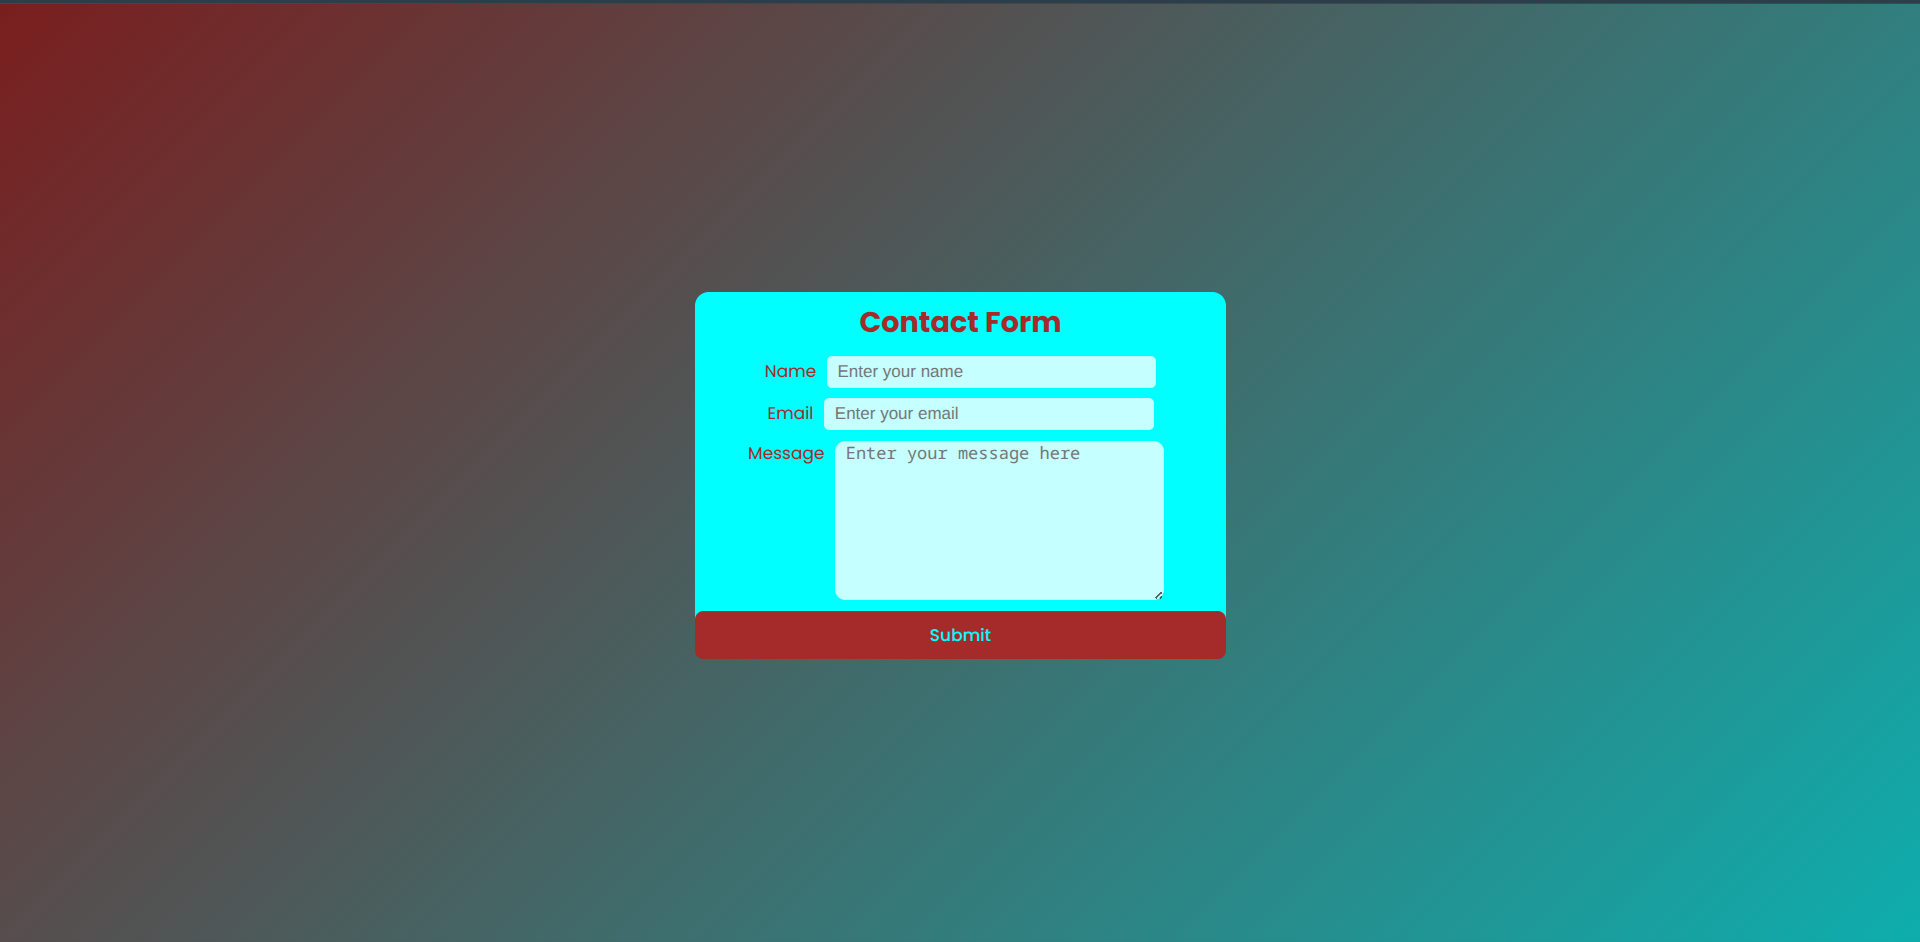 Contact Form
Name Enter your name
Email Enter your email
Message Enter your message here
Submit